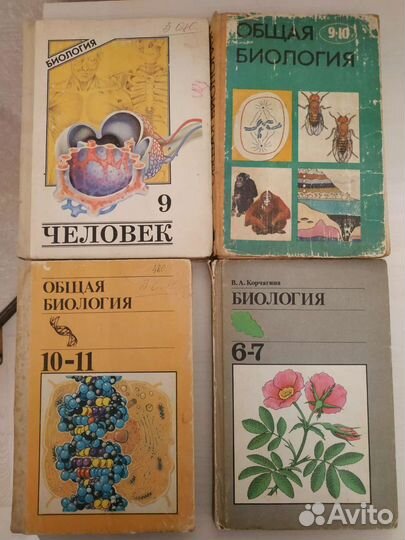 БИОЛОГИЯ
9
ЧЕЛОВЕК
ОБЩАЯ
9-10
БИОЛОГИЯ
ОБЩАЯ
БИОЛОГИЯ
10-11
В. А. Корчагина
БИОЛОГИЯ
6-7
Avito